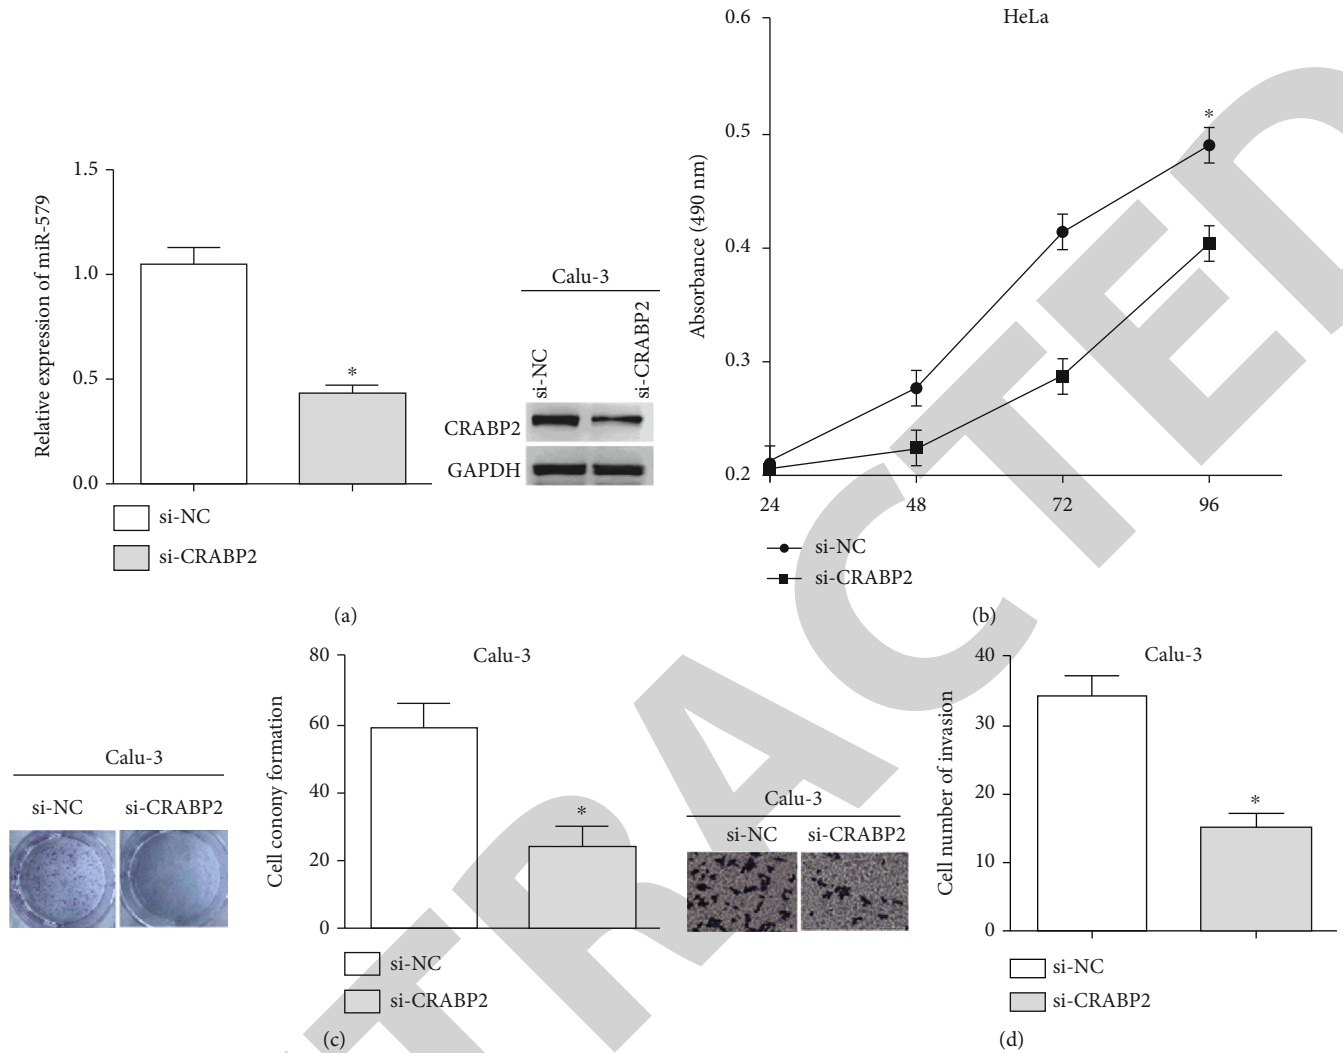 1.5
1.0
0.5
0.0
Relative expression of miR-579
*
si-NC
si-CRABP2
Calu-3
si-NC
si-CRABP2
CRABP2
GAPDH
(a)
HeLa
0.6
0.5
0.4
0.3
0.2
Absorbance (490 nm)
*
24 48 72 96
si-NC
si-CRABP2
(b)
Calu-3
si-NC si-CRABP2
Calu-3
80
60
40
20
0
Cell conony formation
*
si-NC
si-CRABP2
(c)
Calu-3
si-NC si-CRABP2
Calu-3
40
30
20
10
0
Cell number of invasion
*
si-NC
si-CRABP2
(d)
TRACTED